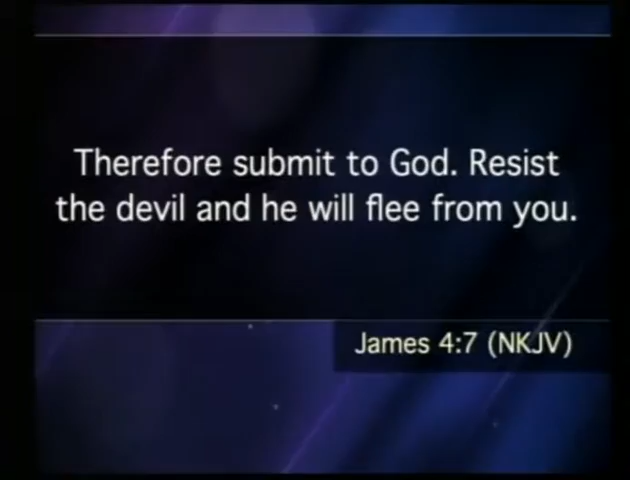 Therefore submit to God. Resist
the devil and he will flee from you.
James 4:7 (NKJV)